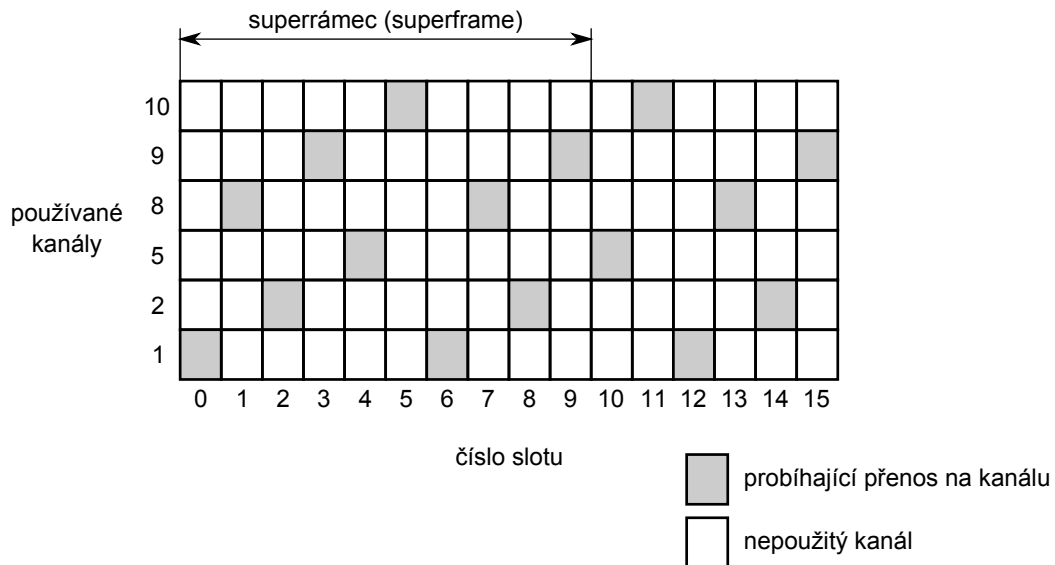 superrámec (superframe)
10
9
8
5
2
1
používané
kanály
0 1 2 3 4 5 6 7 8 9 10 11 12 13 14 15
číslo slotu
probíhající přenos na kanálu
nepoužitý kanál